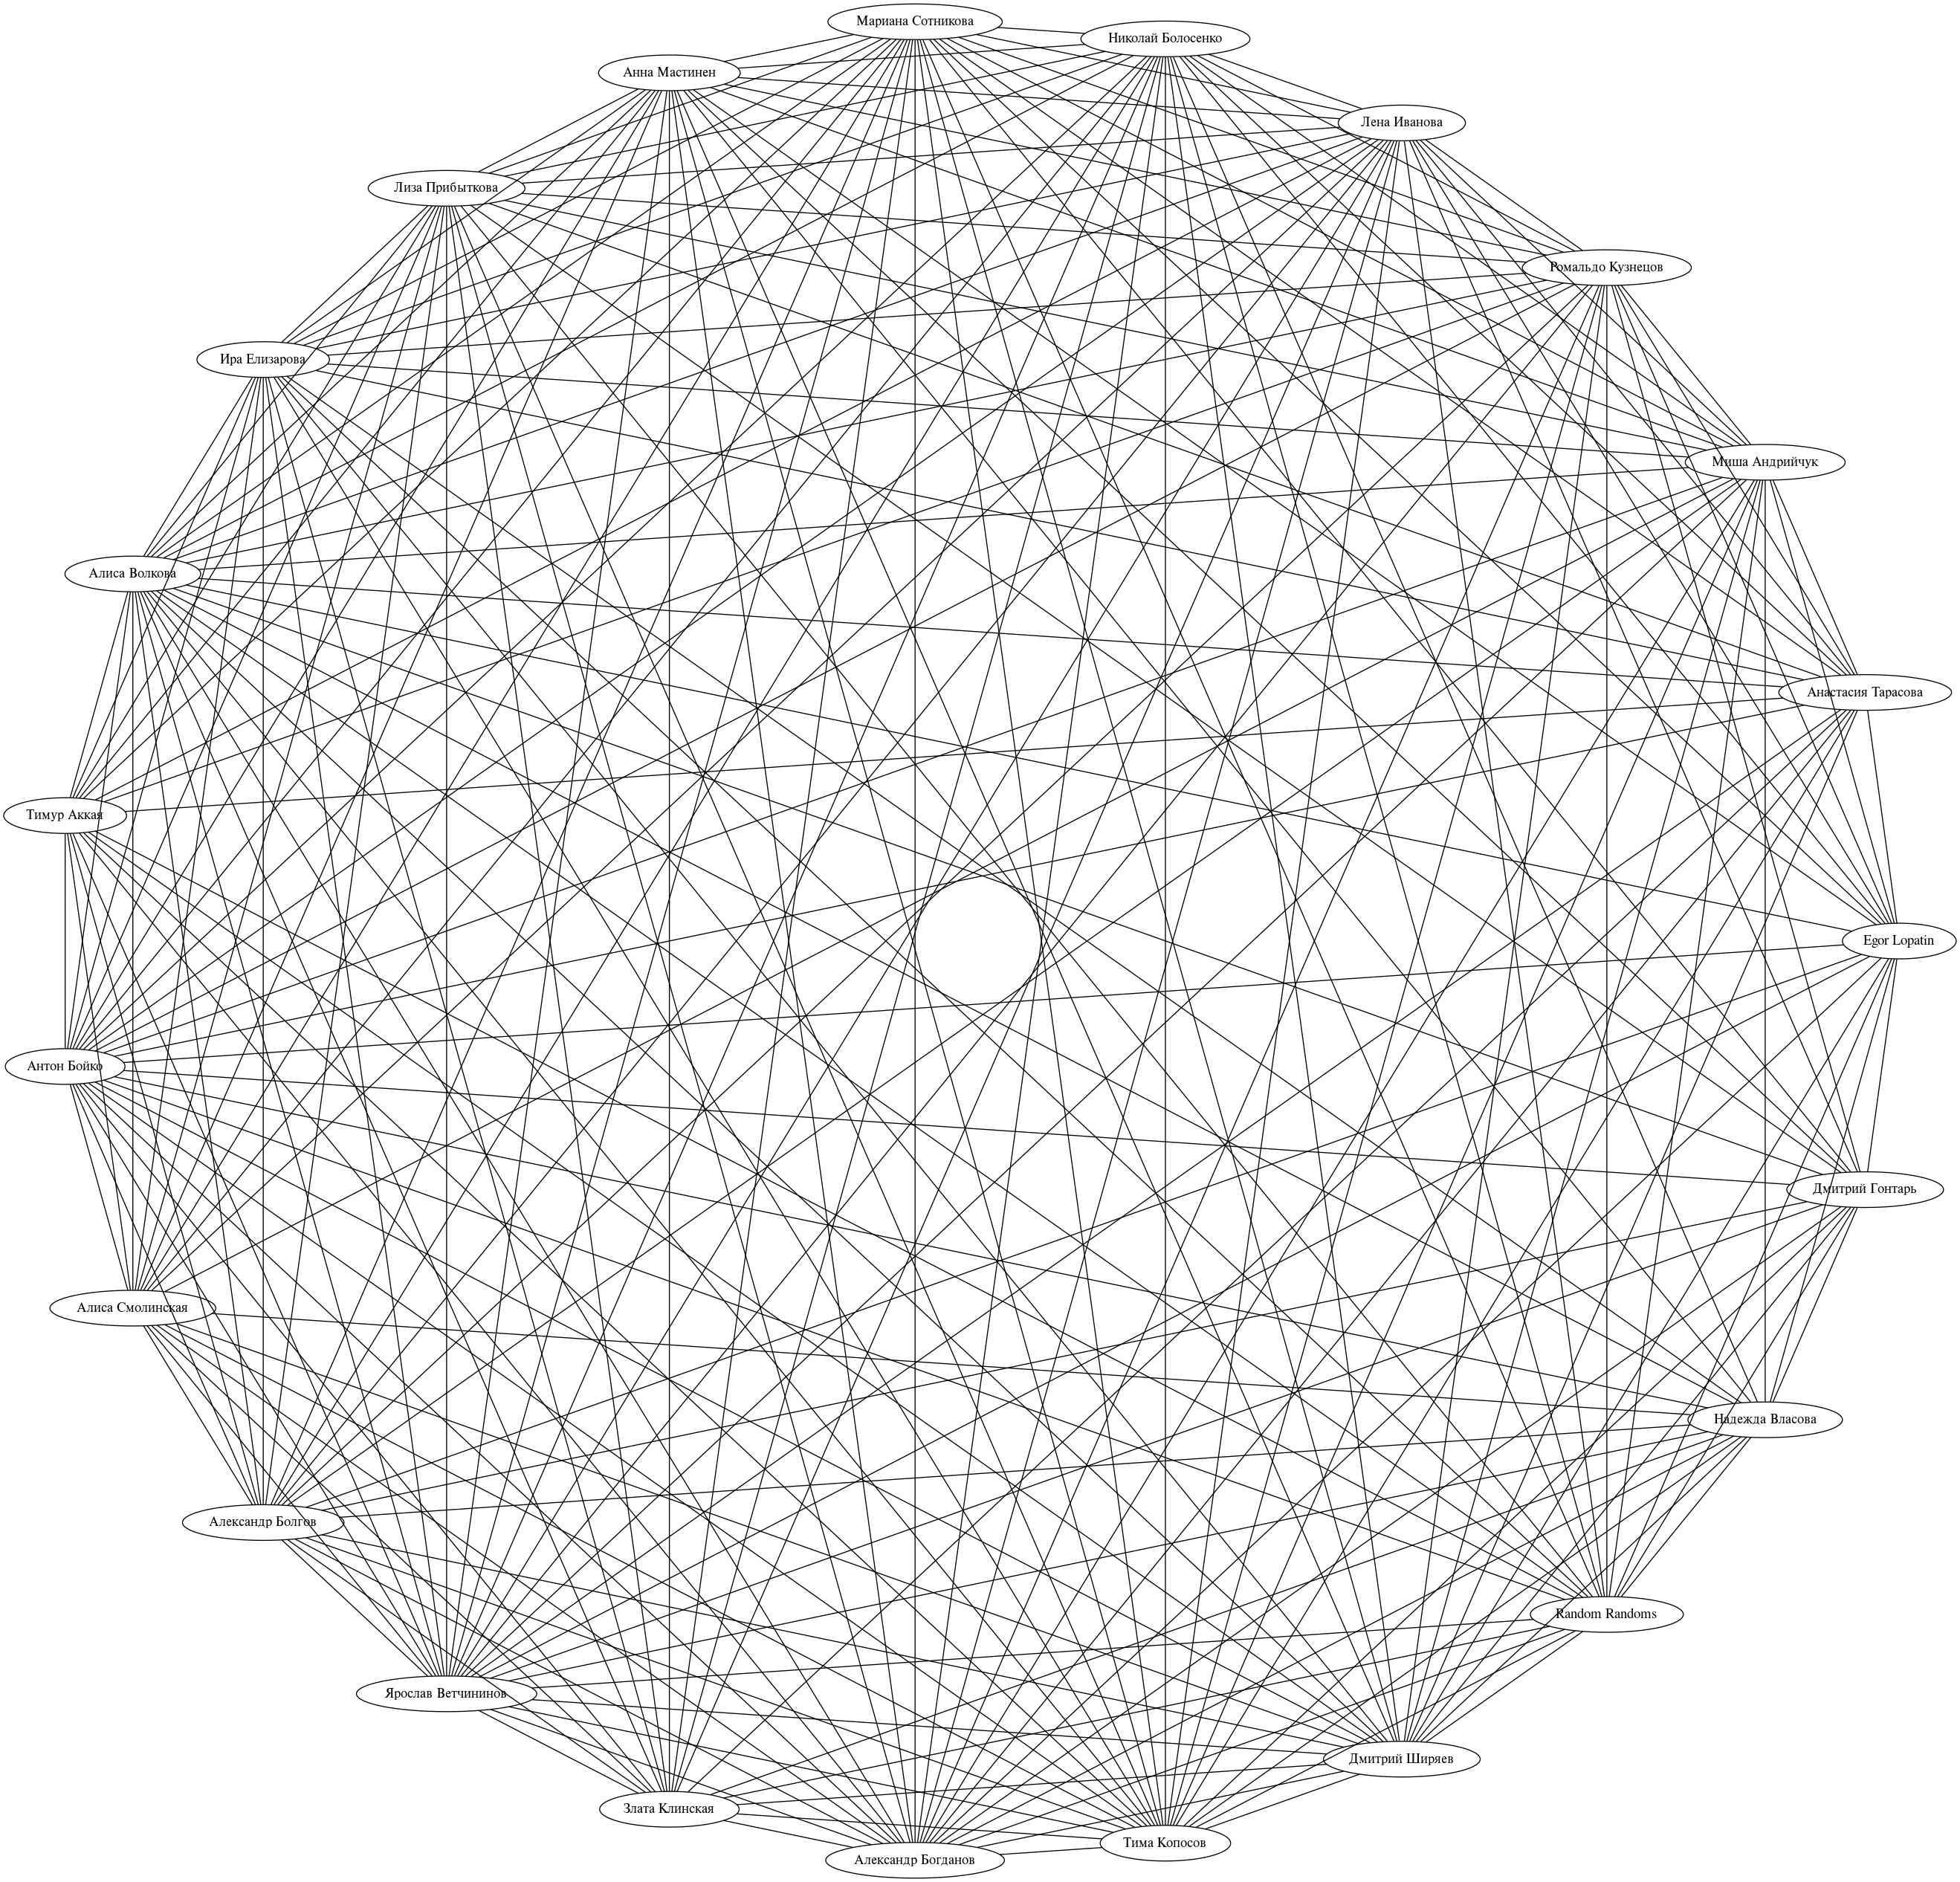 Мариана Сотникова
Николай Болосенко
Анна Мастинен
Лена Иванова
Лиза Прибыткова
Ромальдо Кузнецов
Ира Елизарова
Миша Андрийчук
Алиса Волкова
Анастасия Тарасова
Тимур Аккая
Egor Lopatin
Антон Бойко
Дмитрий Гонтарь
Алиса Смолинская
Надежда Власова
Александр Болгов
Random Randoms
Ярослав Ветчининов
Дмитрий Ширяев
Злата Клинская
Тима Копосов
Александр Богданов